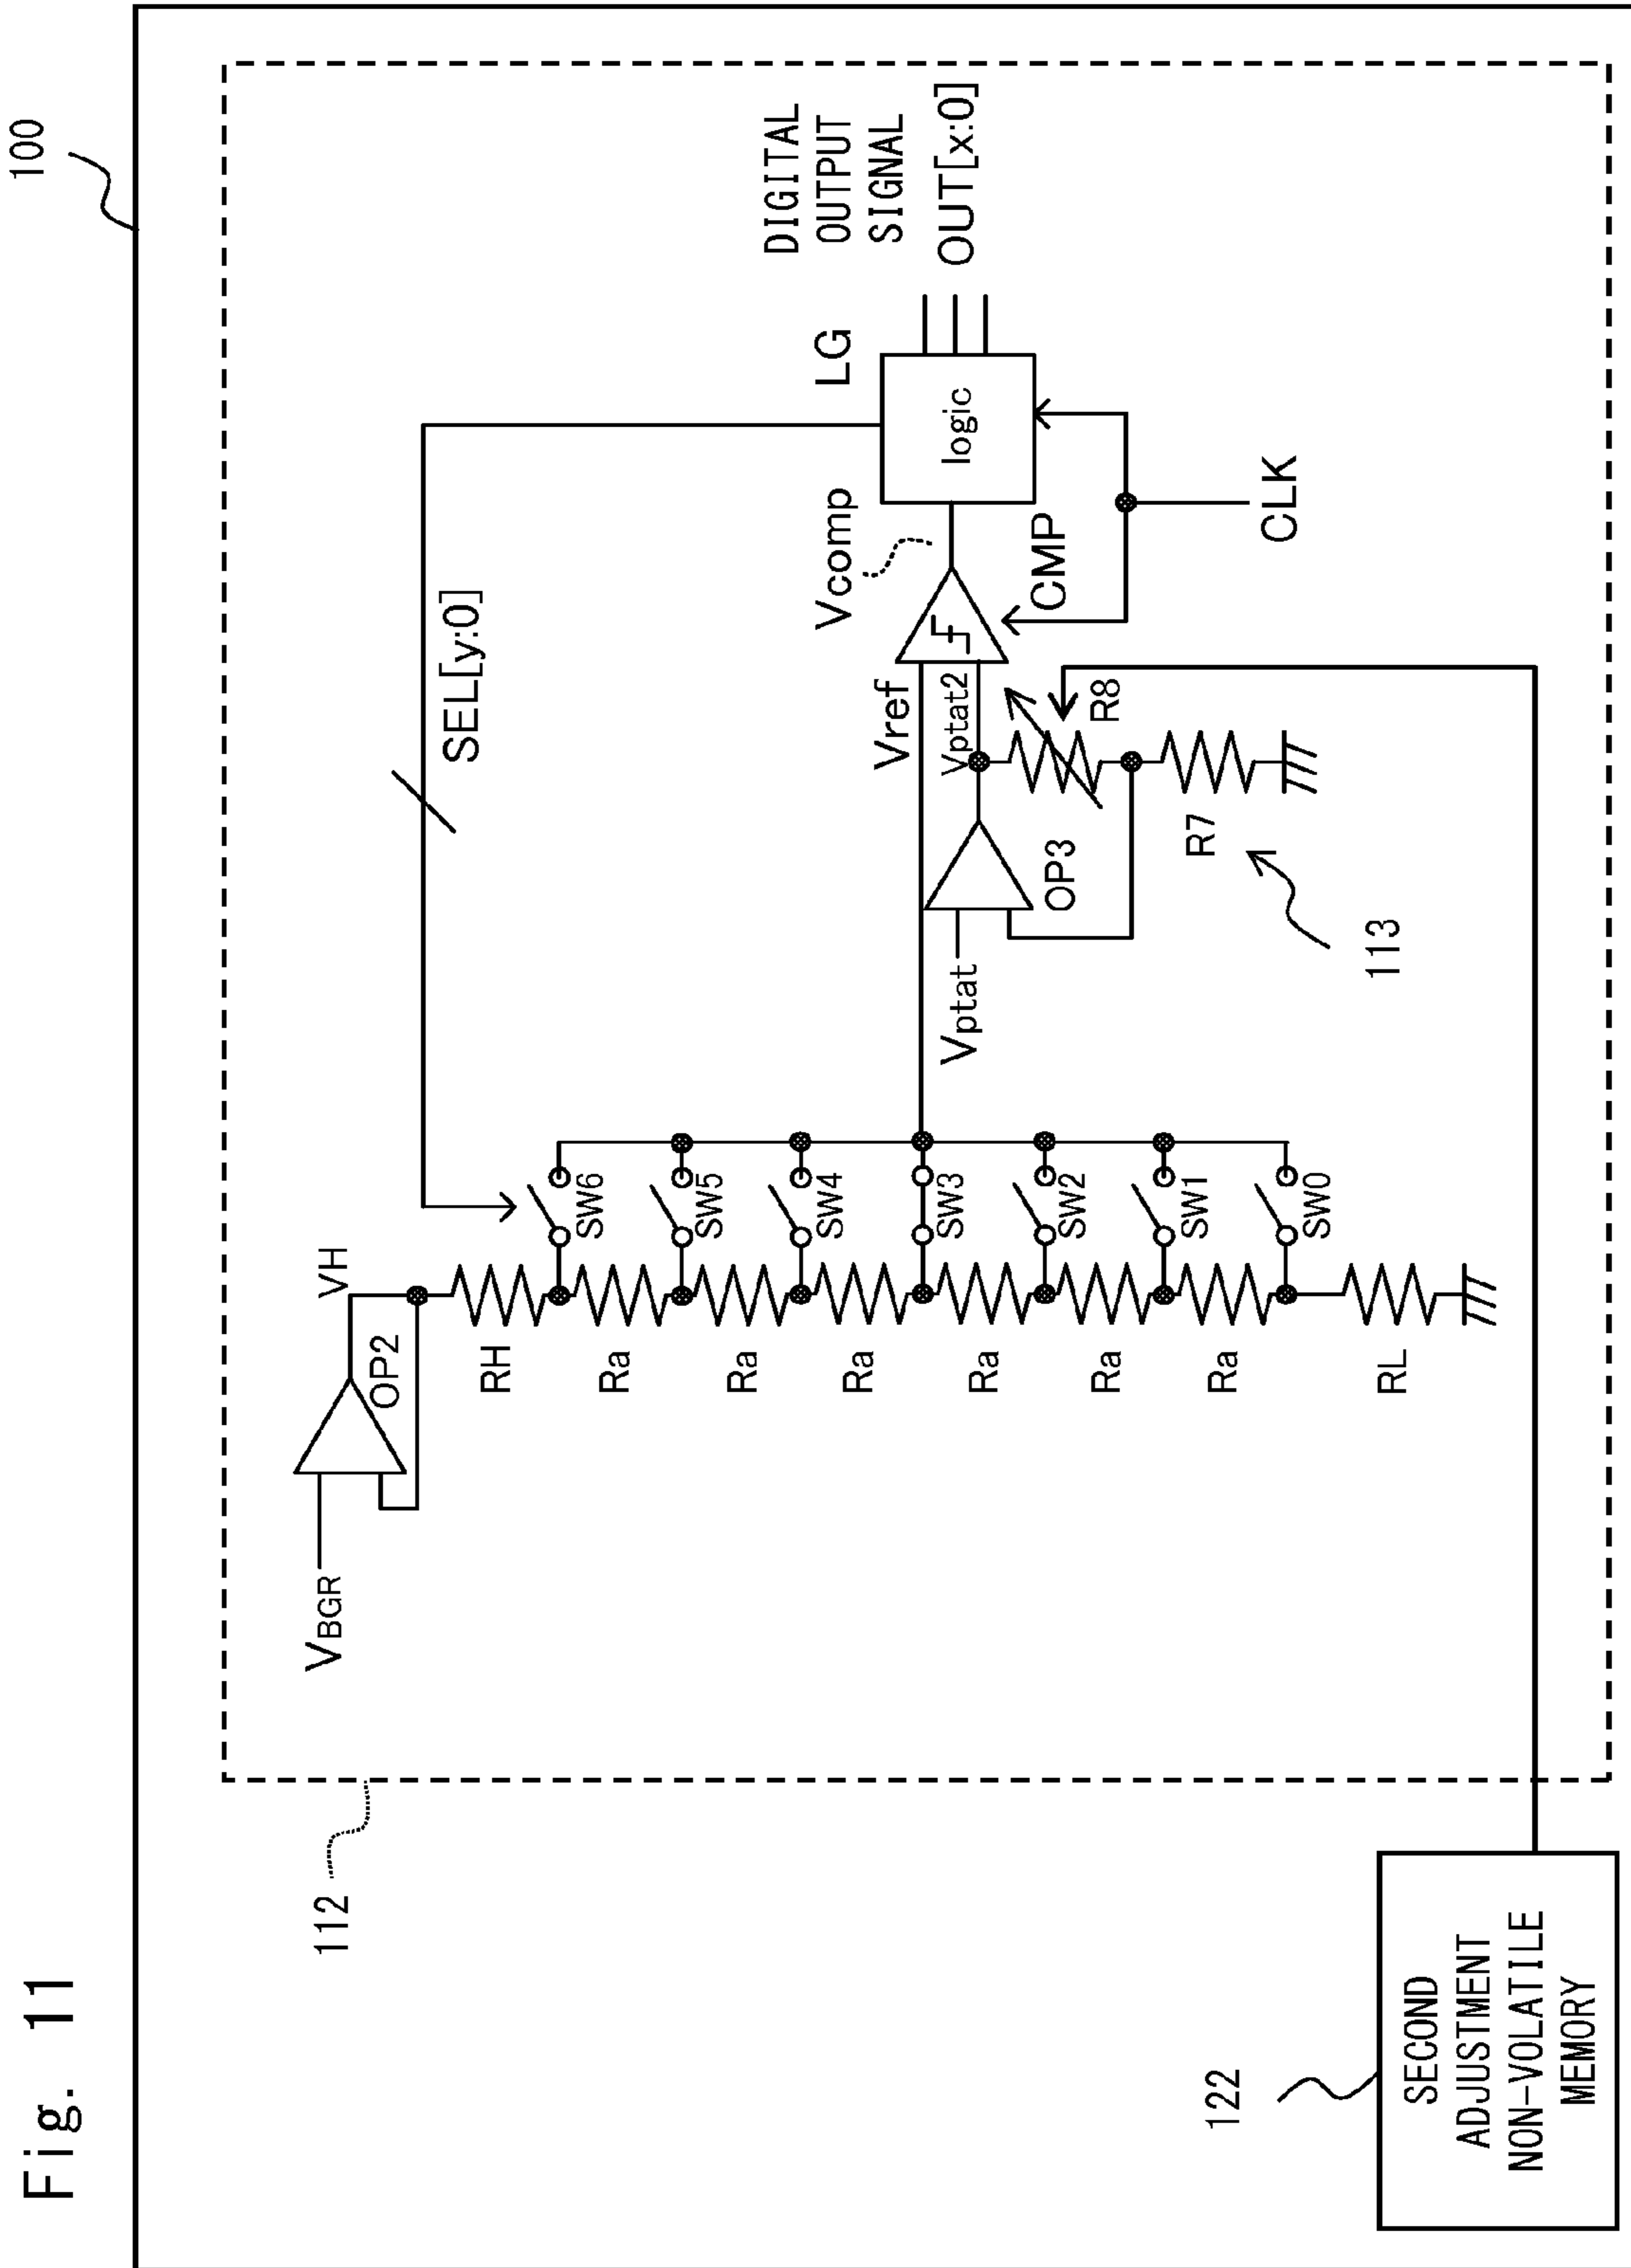 Fig. 11
100
112
VBGR
OP2
VH
RH
Ra
Ra
Ra
Ra
Ra
Ra
RL
SW6
SW5
SW4
SW3
SW2
SW1
SW0
SEL[y:0]
Vref
Vptat
OP3
Vptat2
R8
R7
113
Vcomp
CMP
LG
logic
CLK
DIGITAL
OUTPUT
SIGNAL
OUT[x:0]
122
SECOND
ADJUSTMENT
NON-VOLATILE
MEMORY